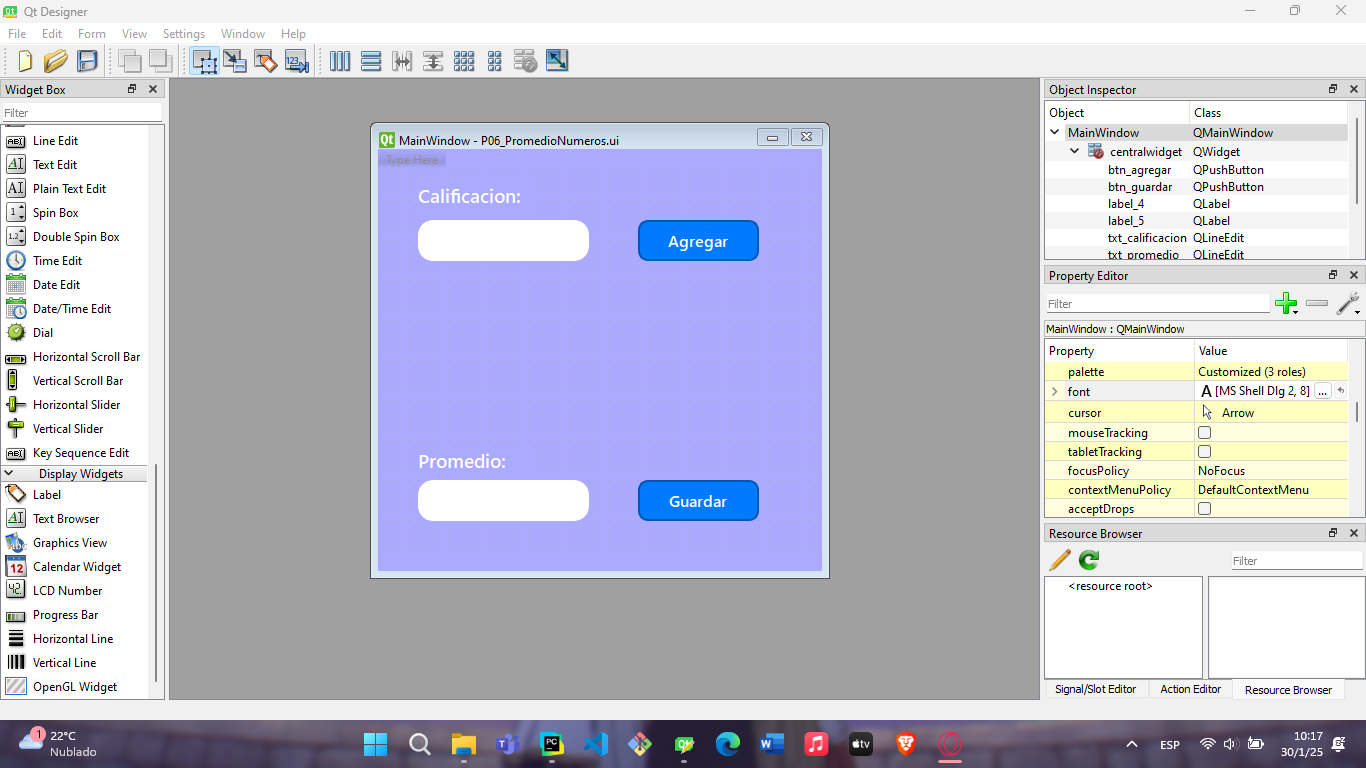 Qt Designer
File Edit Form View Settings Window Help
Widget Box
Filter
Line Edit
Text Edit
Plain Text Edit
Spin Box
Double Spin Box
Time Edit
Date Edit
Date/Time Edit
Dial
Horizontal Scroll Bar
Vertical Scroll Bar
Horizontal Slider
Vertical Slider
Key Sequence Edit
Display Widgets
Label
Text Browser
Graphics View
Calendar Widget
LCD Number
Progress Bar
Horizontal Line
Vertical Line
OpenGL Widget
MainWindow - P06_PromedioNumeros.ui
Type Here
Calificacion:
Agregar
Promedio:
Guardar
Object Inspector
Object Class
MainWindow QMainWindow
centralwidget QWidget
btn_agregar QPushButton
btn_guardar QPushButton
label_4 QLabel
label_5 QLabel
txt_calificacion QLineEdit
txt_promedio QLineEdit
Property Editor
Filter
MainWindow : QMainWindow
Property Value
palette Customized (3 roles)
font A [MS Shell Dlg 2, 8] ...
cursor Arrow
mouseTracking
tabletTracking
focusPolicy NoFocus
contextMenuPolicy DefaultContextMenu
acceptDrops
Resource Browser
Filter
<resource root>
Signal/Slot Editor Action Editor Resource Browser
1
22°C
Nublado
ESP
10:17
30/1/25